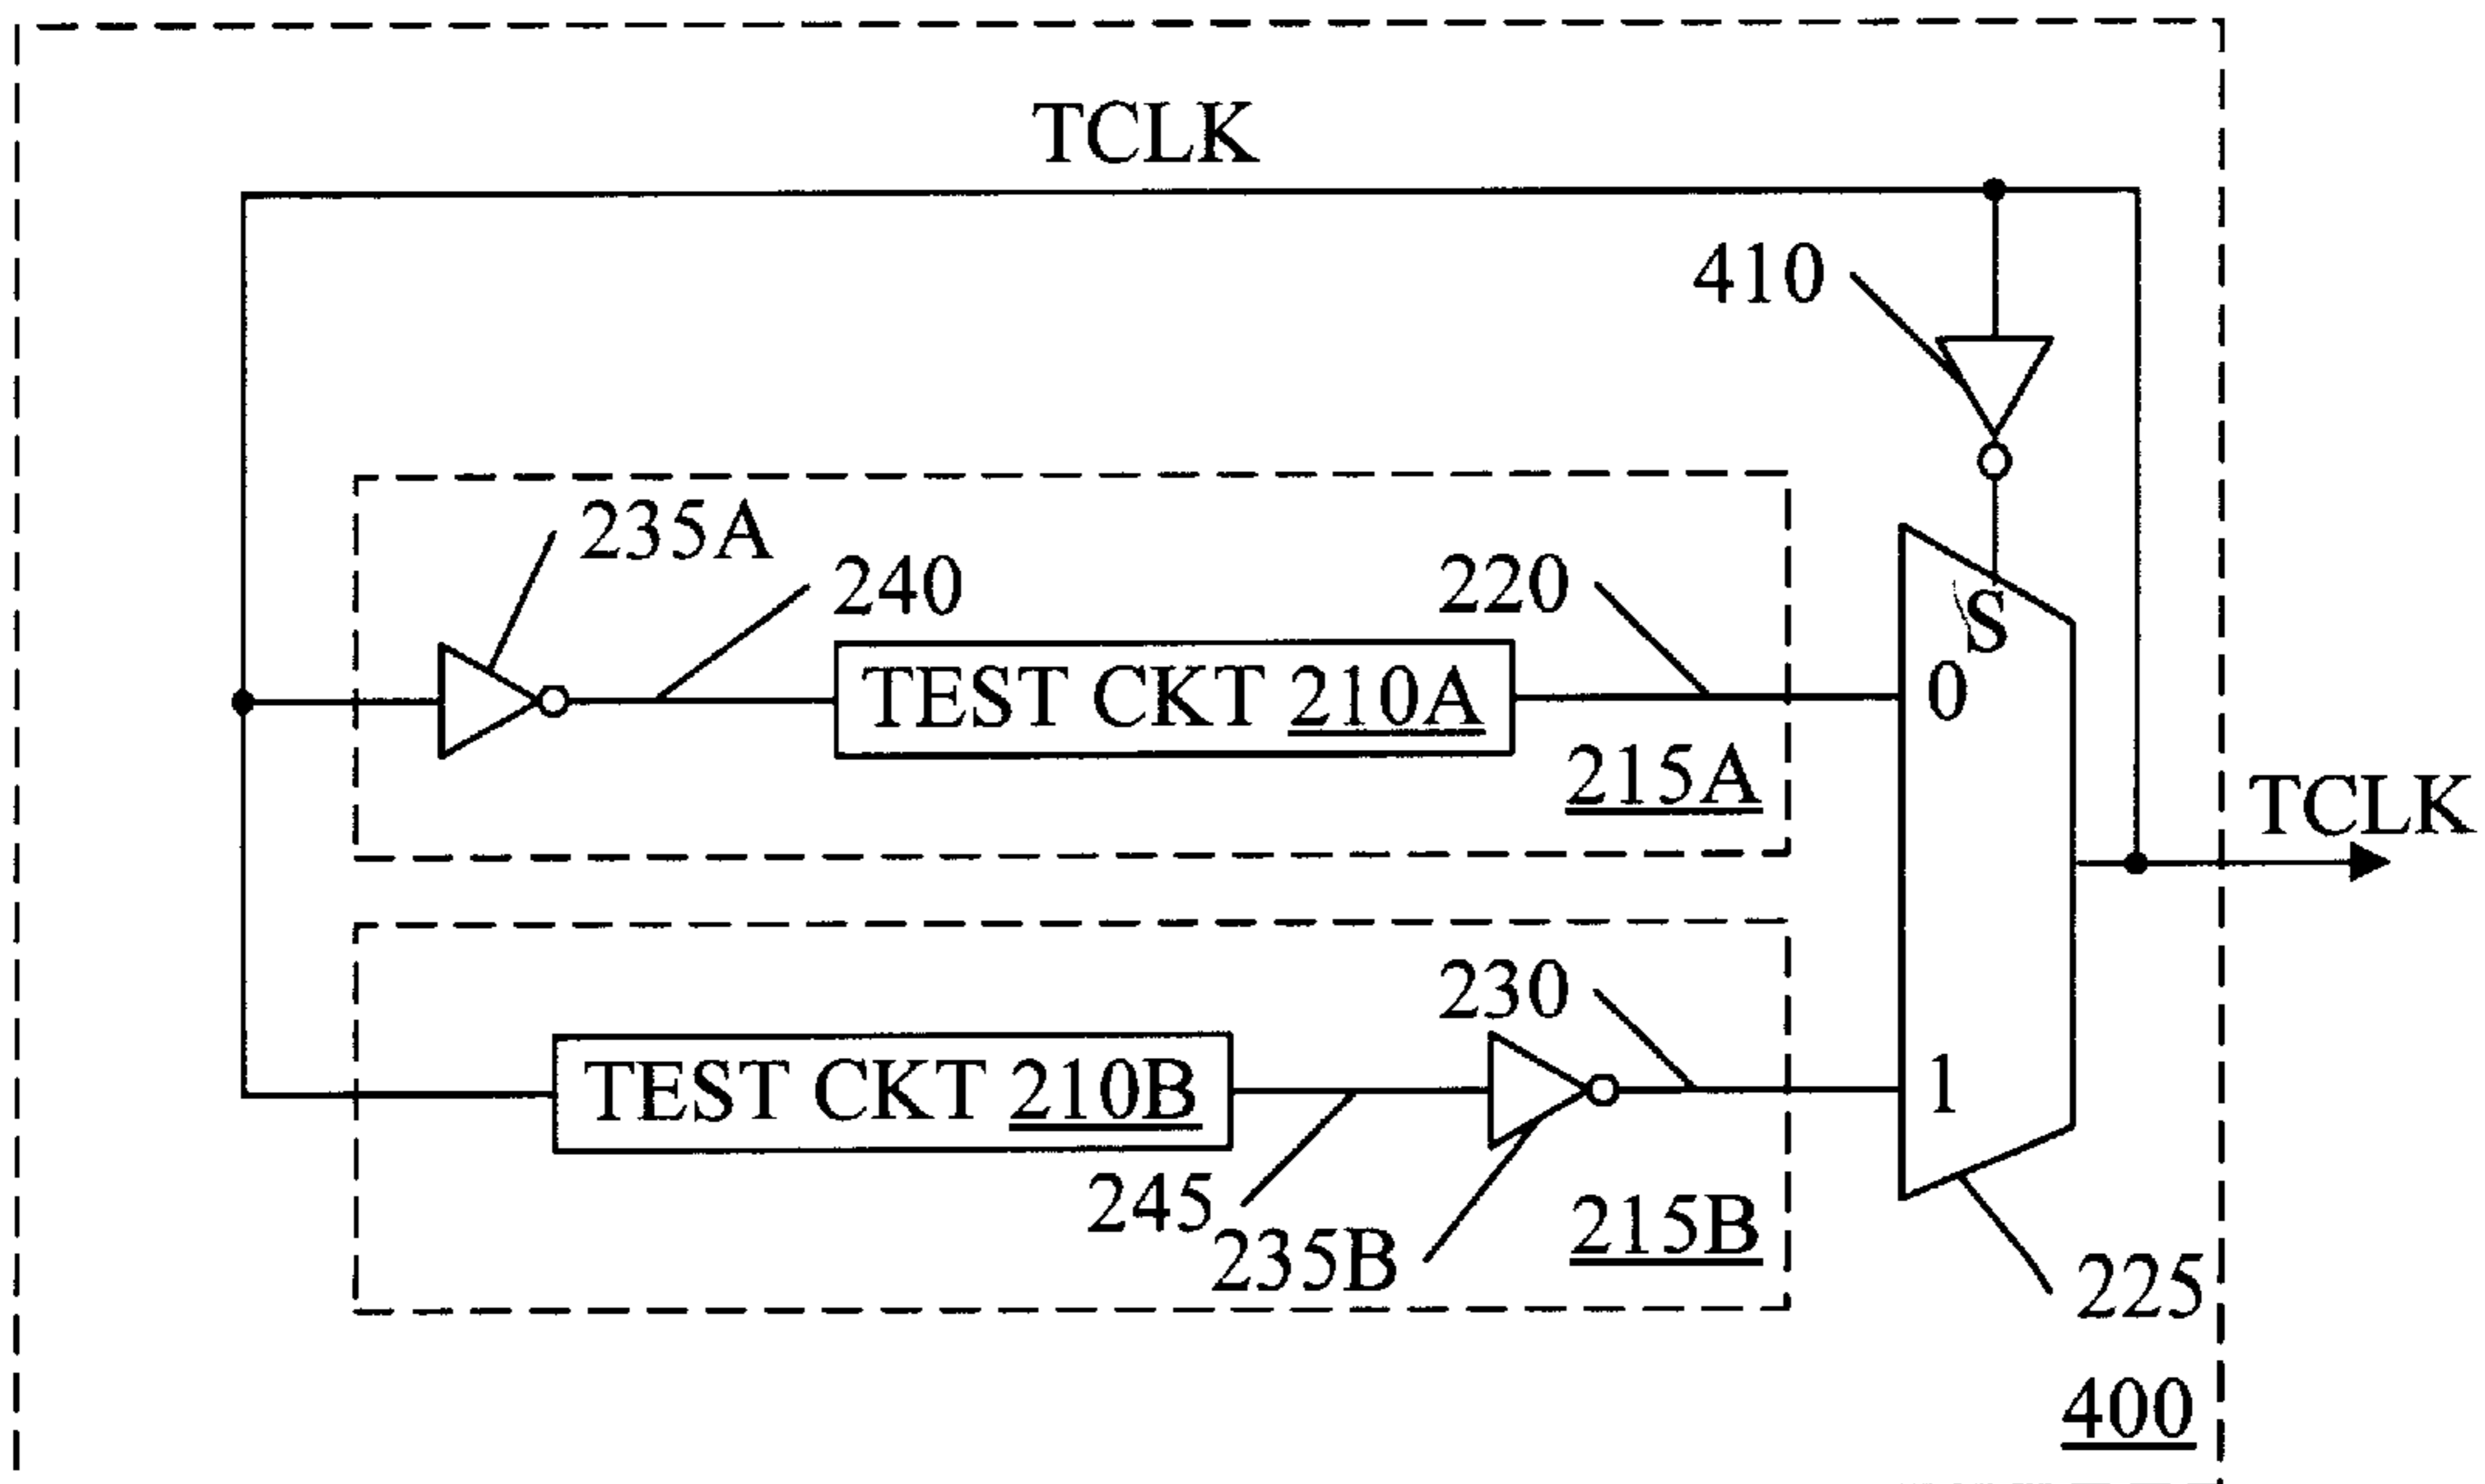 TCLK
410
235A
240
220
S
0
TEST CKT 210A
215A
TCLK
230
TEST CKT 210B
1
245
235B
215B
225
400